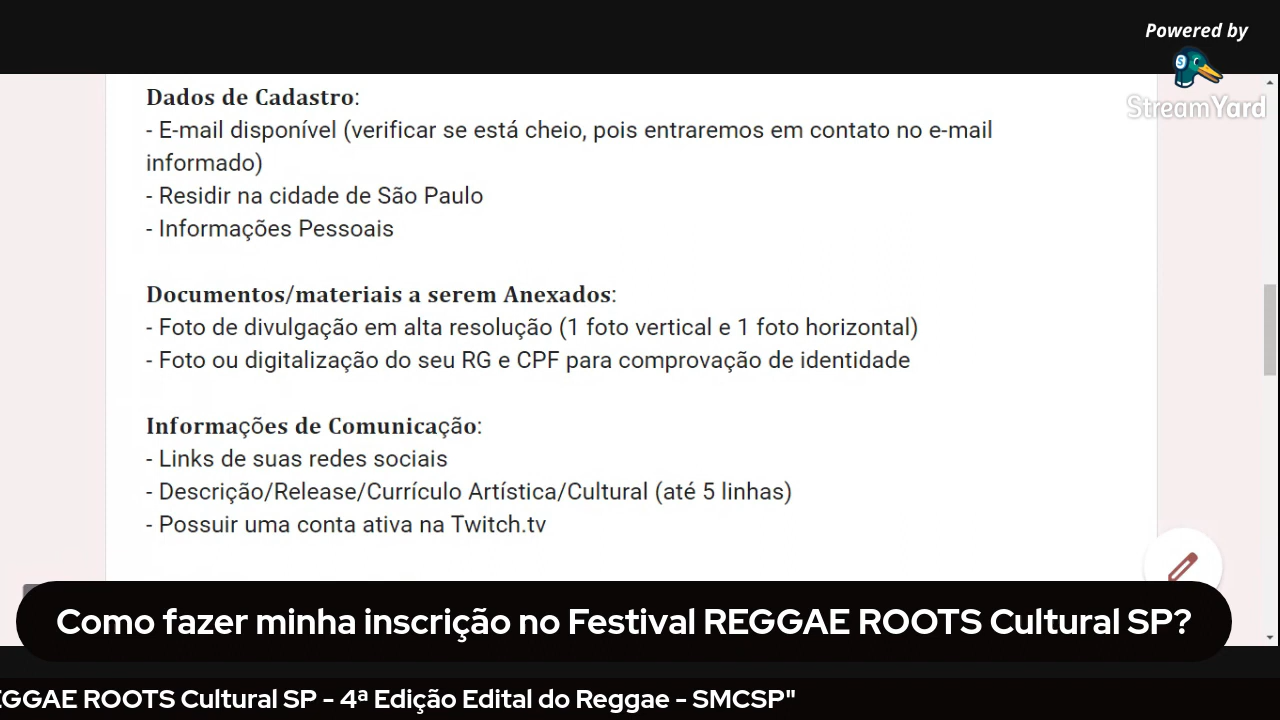 Powered by
StreamYard
Dados de Cadastro:
- E-mail disponível (verificar se está cheio, pois entraremos em contato no e-mail
informado)
- Residir na cidade de São Paulo
- Informações Pessoais
Documentos/materiais a serem Anexados:
- Foto de divulgação em alta resolução (1 foto vertical e 1 foto horizontal)
- Foto ou digitalização do seu RG e CPF para comprovação de identidade
Informações de Comunicação:
- Links de suas redes sociais
- Descrição/Release/Currículo Artística/Cultural (até 5 linhas)
- Possuir uma conta ativa na Twitch.tv
Como fazer minha inscrição no Festival REGGAE ROOTS Cultural SP?
EGGAE ROOTS Cultural SP - 4ª Edição Edital do Reggae - SMCSP"